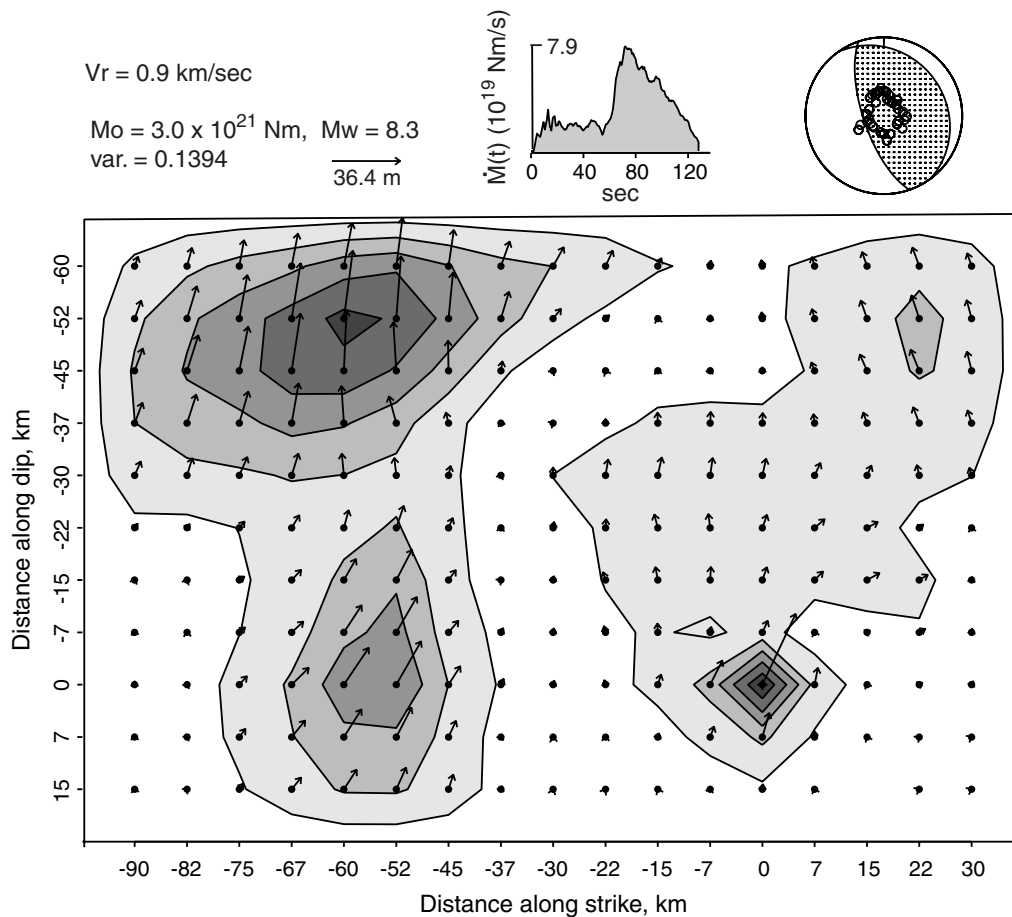 Vr = 0.9 km/sec
Mo = 3.0 x 10^21 Nm, Mw = 8.3
var. = 0.1394
36.4 m
7.9
Ṁ(t) (10^19 Nm/s)
0 40 80 120
sec
Distance along dip, km
-60
-52
-45
-37
-30
-22
-15
7
0
7
15
-90 -82 -75 -67 -60 -52 -45 -37 -30 -22 -15 -7 0 7 15 22 30
Distance along strike, km